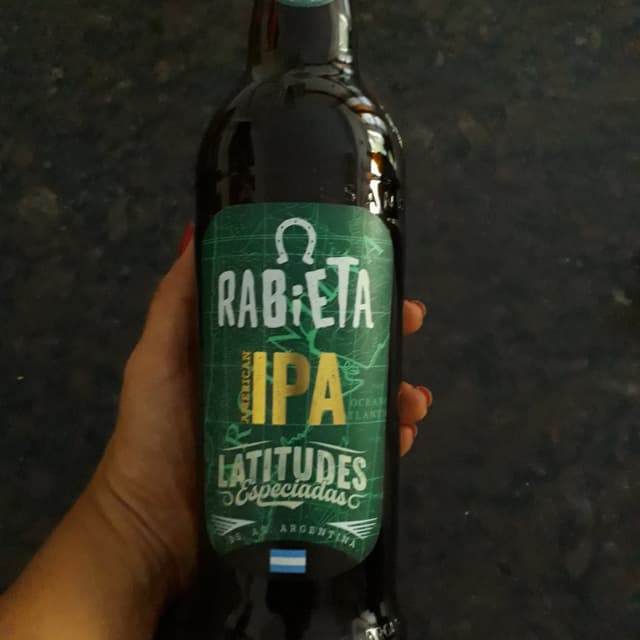 RABiETA
AMERICAN
IPA
LATITUDES
Especiadas
ARGENTINA